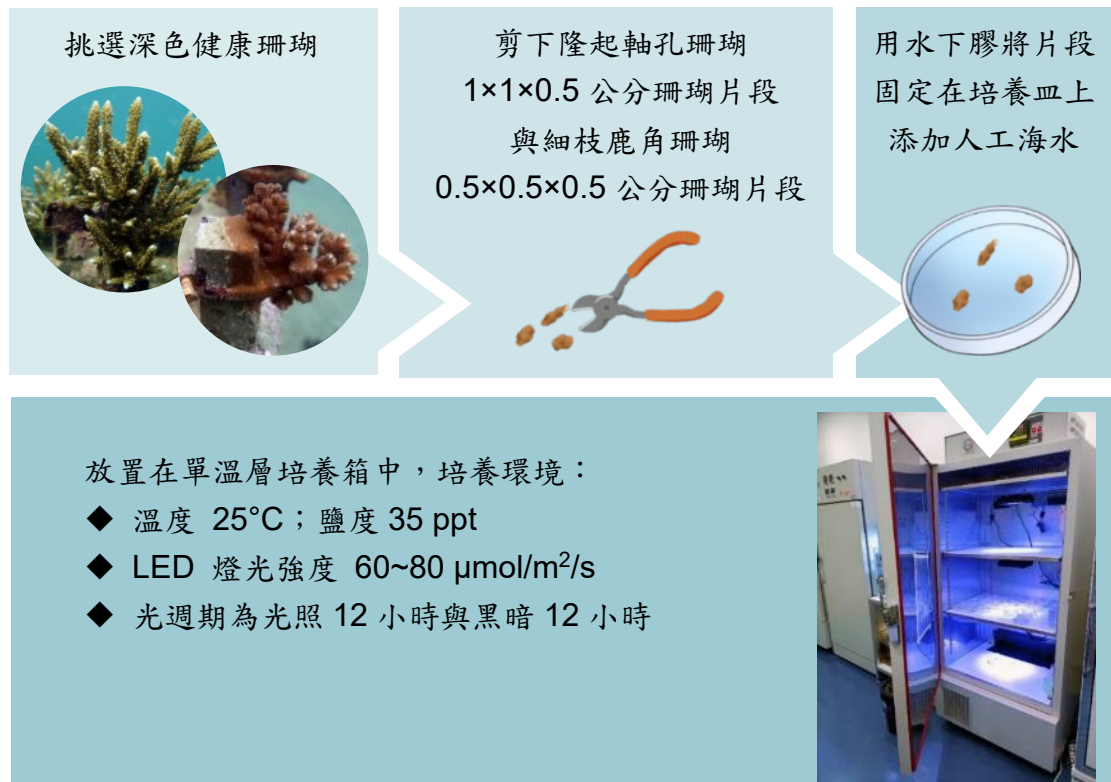 挑選深色健康珊瑚
剪下隆起軸孔珊瑚
1×1×0.5 公分珊瑚片段
與細枝鹿角珊瑚
0.5×0.5×0.5 公分珊瑚片段
用水下膠將片段
固定在培養皿上
添加人工海水
放置在單溫層培養箱中，培養環境：
◆ 溫度 25°C；鹽度 35 ppt
◆ LED 燈光強度 60~80 μmol/m²/s
◆ 光週期為光照 12 小時與黑暗 12 小時